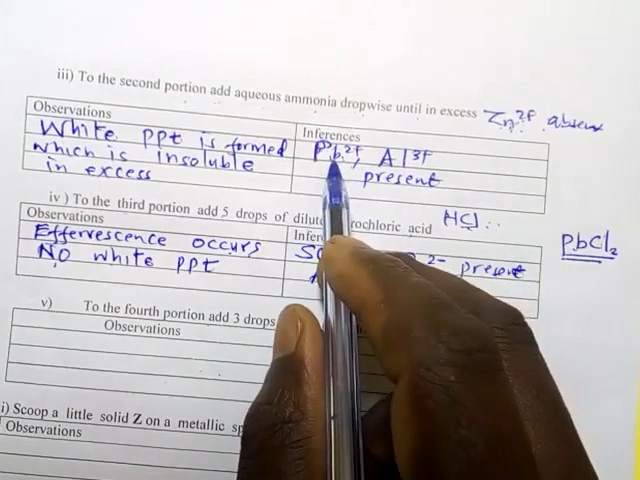 iii) To the second portion add aqueous ammonia dropwise until in excess Zn2+ absent
Observations
Inferences
White ppt is formed
which is insoluble
in excess
Pb2+, Al3+
present
iv ) To the third portion add 5 drops of dilute rochloric acid HCl
Observations
Effervescence occurs
No white ppt
2- present
PbCl2
v) To the fourth portion add 3 drops
Observations
i) Scoop a little solid Z on a metallic
Observations